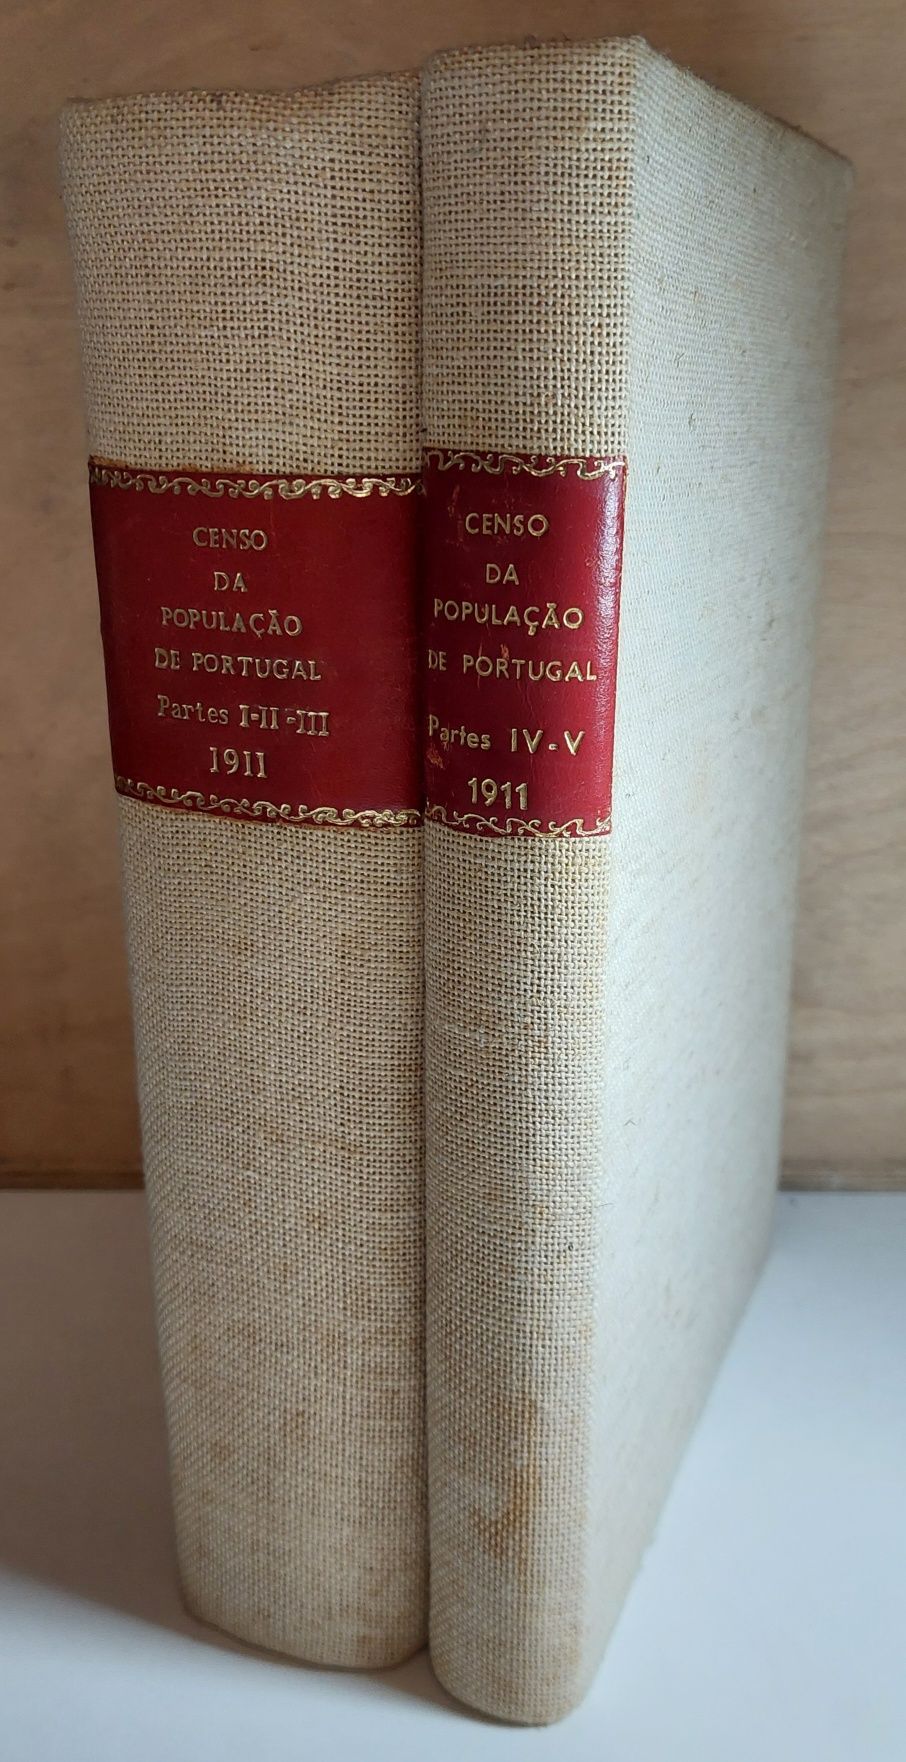 CENSO
DA
POPULAÇÃO
DE PORTUGAL
Partes I-II-III
1911
CENSO
DA
POPULAÇÃO
DE PORTUGAL
Partes IV-V
1911